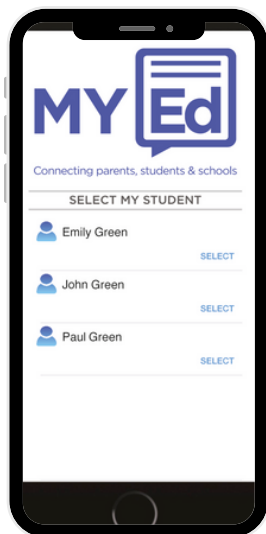 MY Ed
Connecting parents, students & schools
SELECT MY STUDENT
Emily Green
SELECT
John Green
SELECT
Paul Green
SELECT